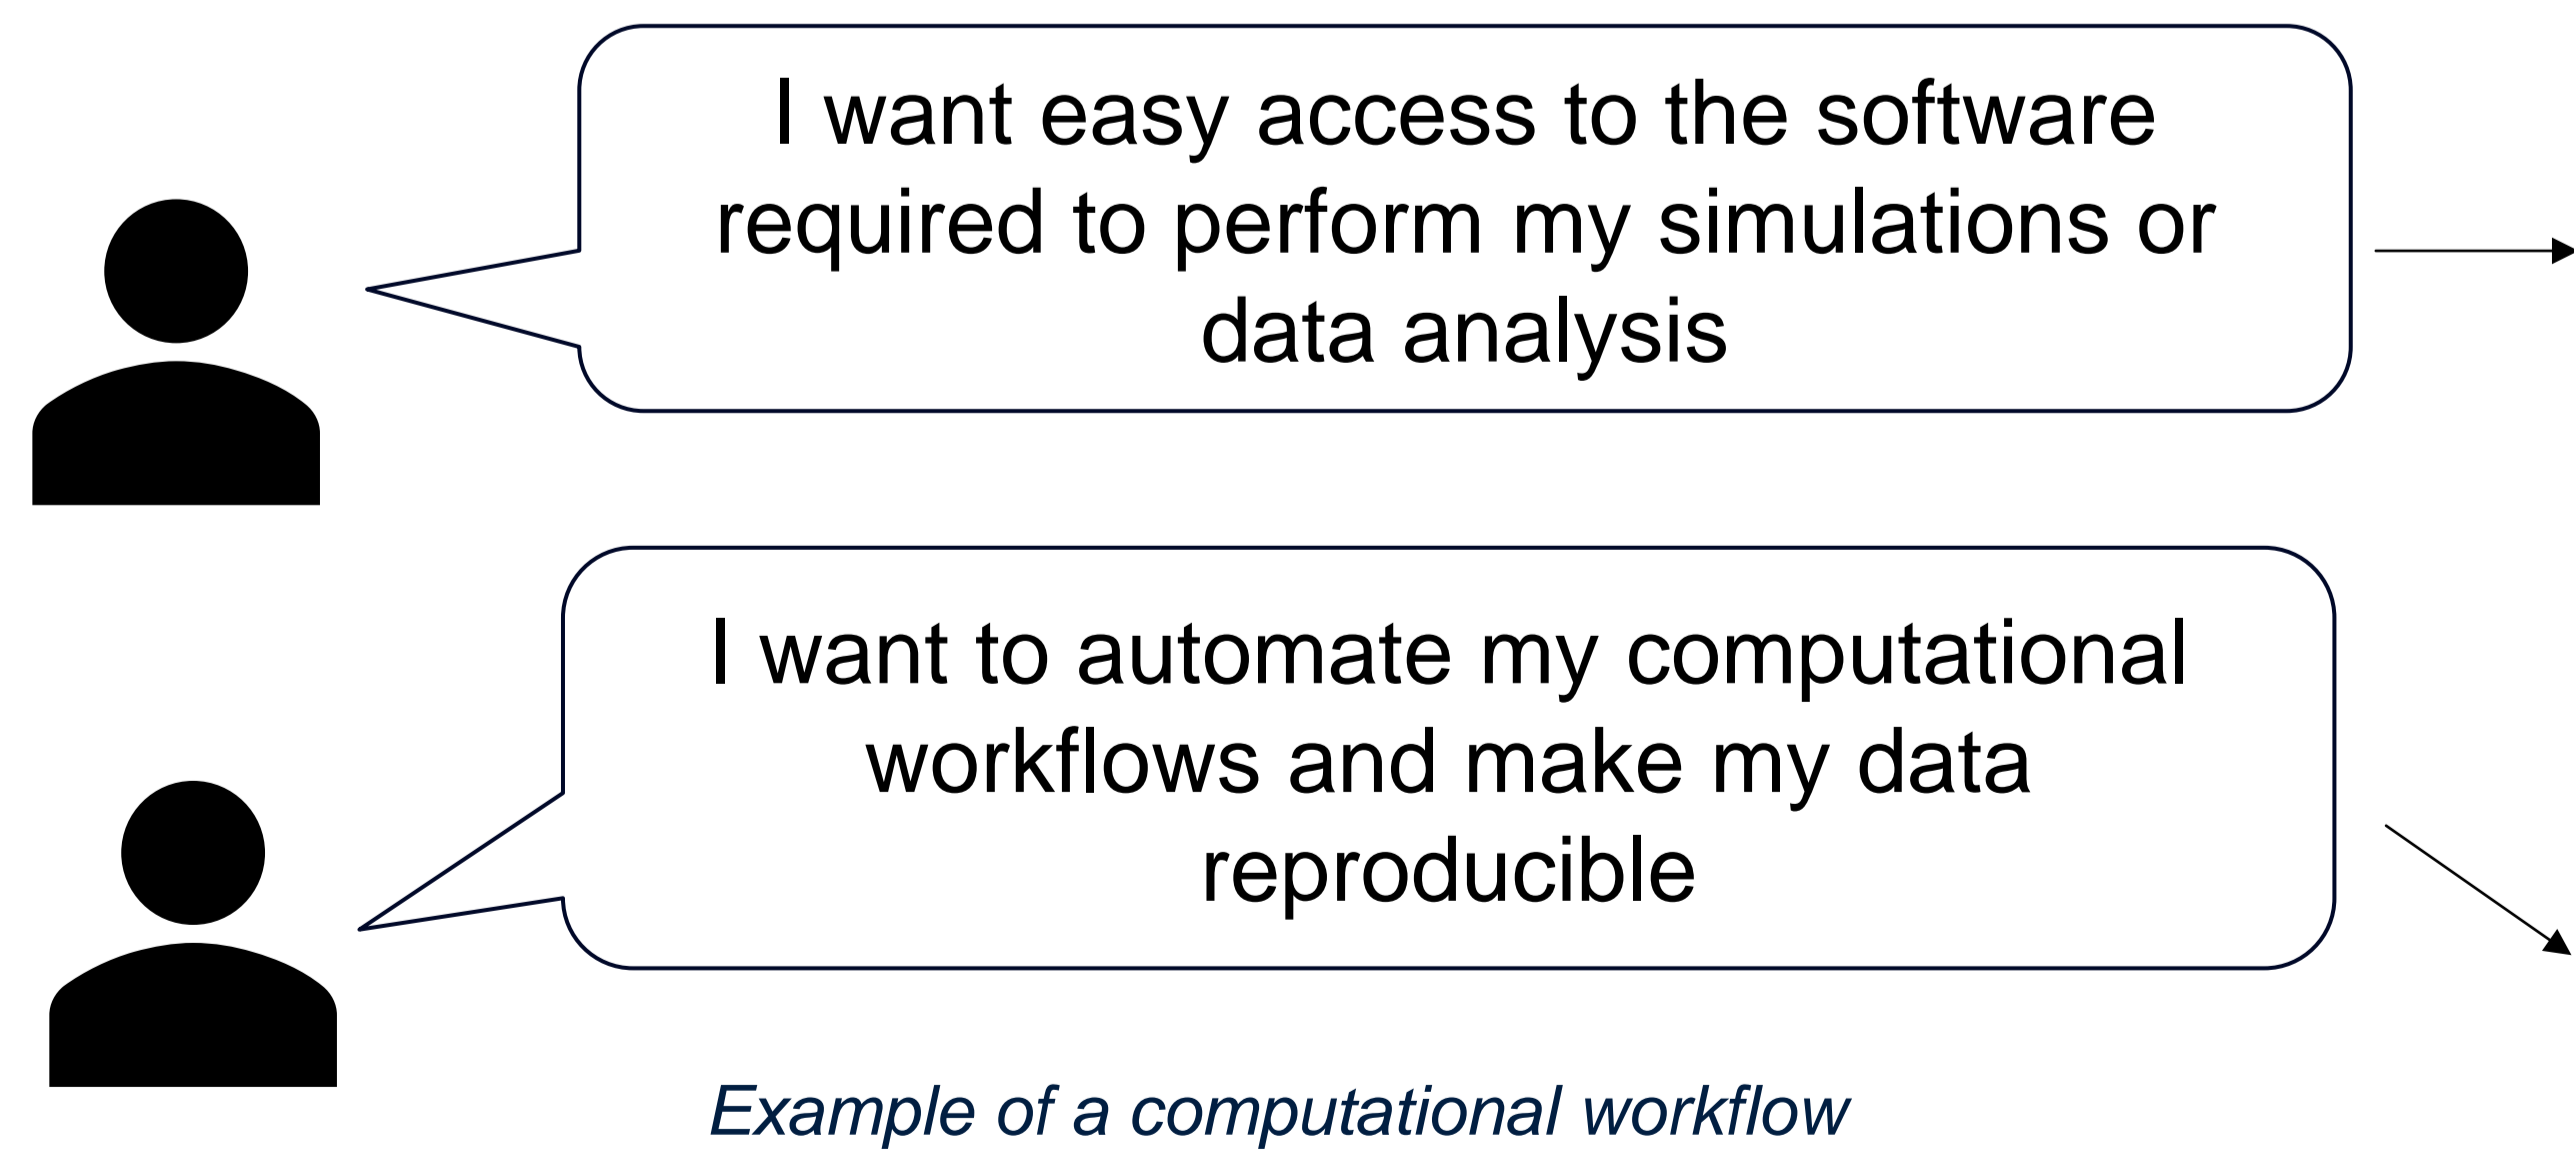 I want easy access to the software
required to perform my simulations or
data analysis
I want to automate my computational
workflows and make my data
reproducible
Example of a computational workflow